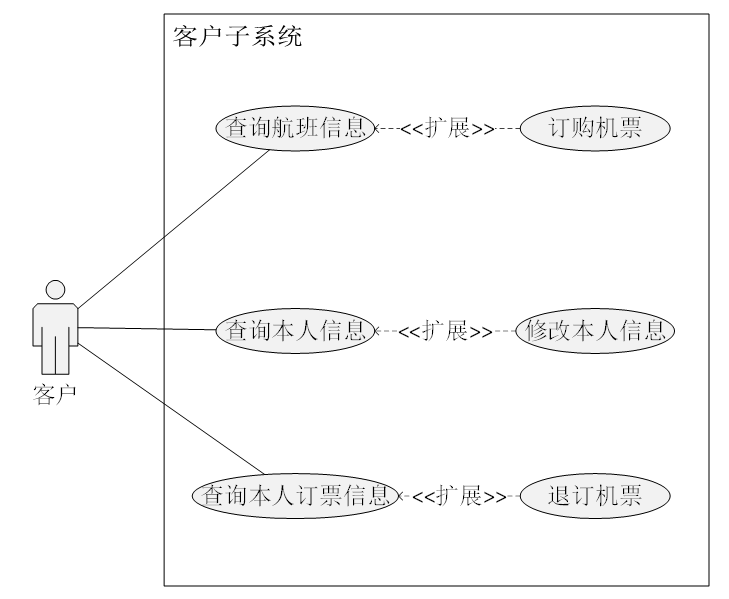 客户子系统
查询航班信息 <<扩展>> 订购机票
查询本人信息 <<扩展>> 修改本人信息
客户
查询本人订票信息 <<扩展>> 退订机票